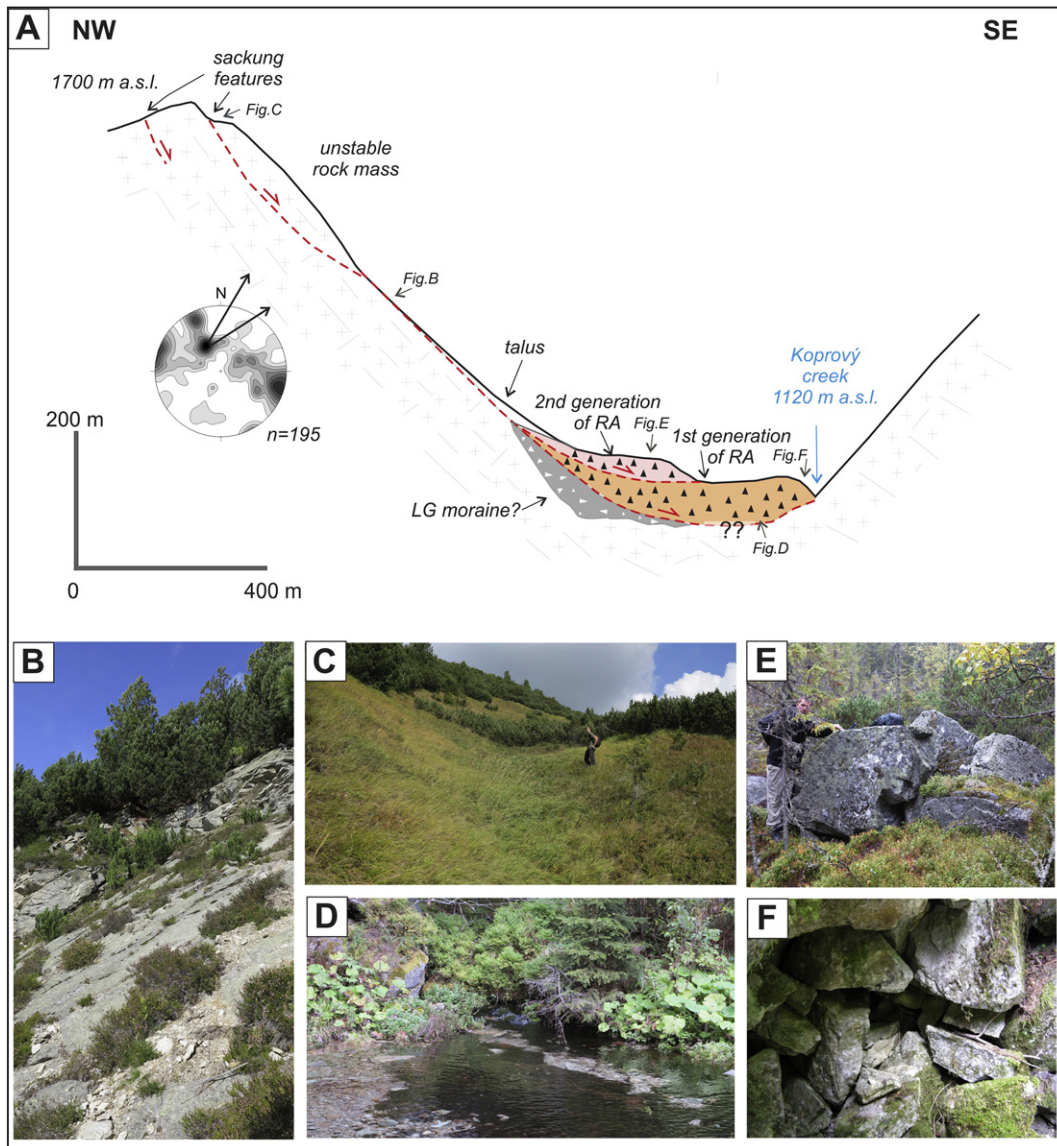 A
NW
SE
sackung
features
1700 m a.s.l.
Fig.C
unstable
rock mass
Fig.B
N
n=195
talus
Koprový
creek
1120 m a.s.l.
2nd generation
of RA
Fig.E
1st generation
of RA
Fig.F
200 m
LG moraine?
??
Fig.D
0
400 m
B
C
D
E
F